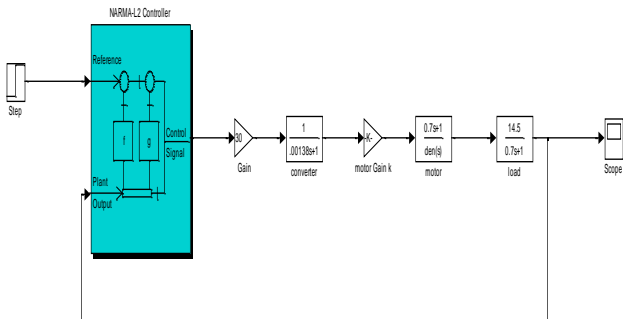 NARMA-L2 Controller
Reference
Step
f
g
Control
Signal
Plant
Output
30
Gain
1
.00138s+1
converter
-K-
motor Gain k
0.7s+1
den(s)
motor
14.5
0.7s+1
load
Scope